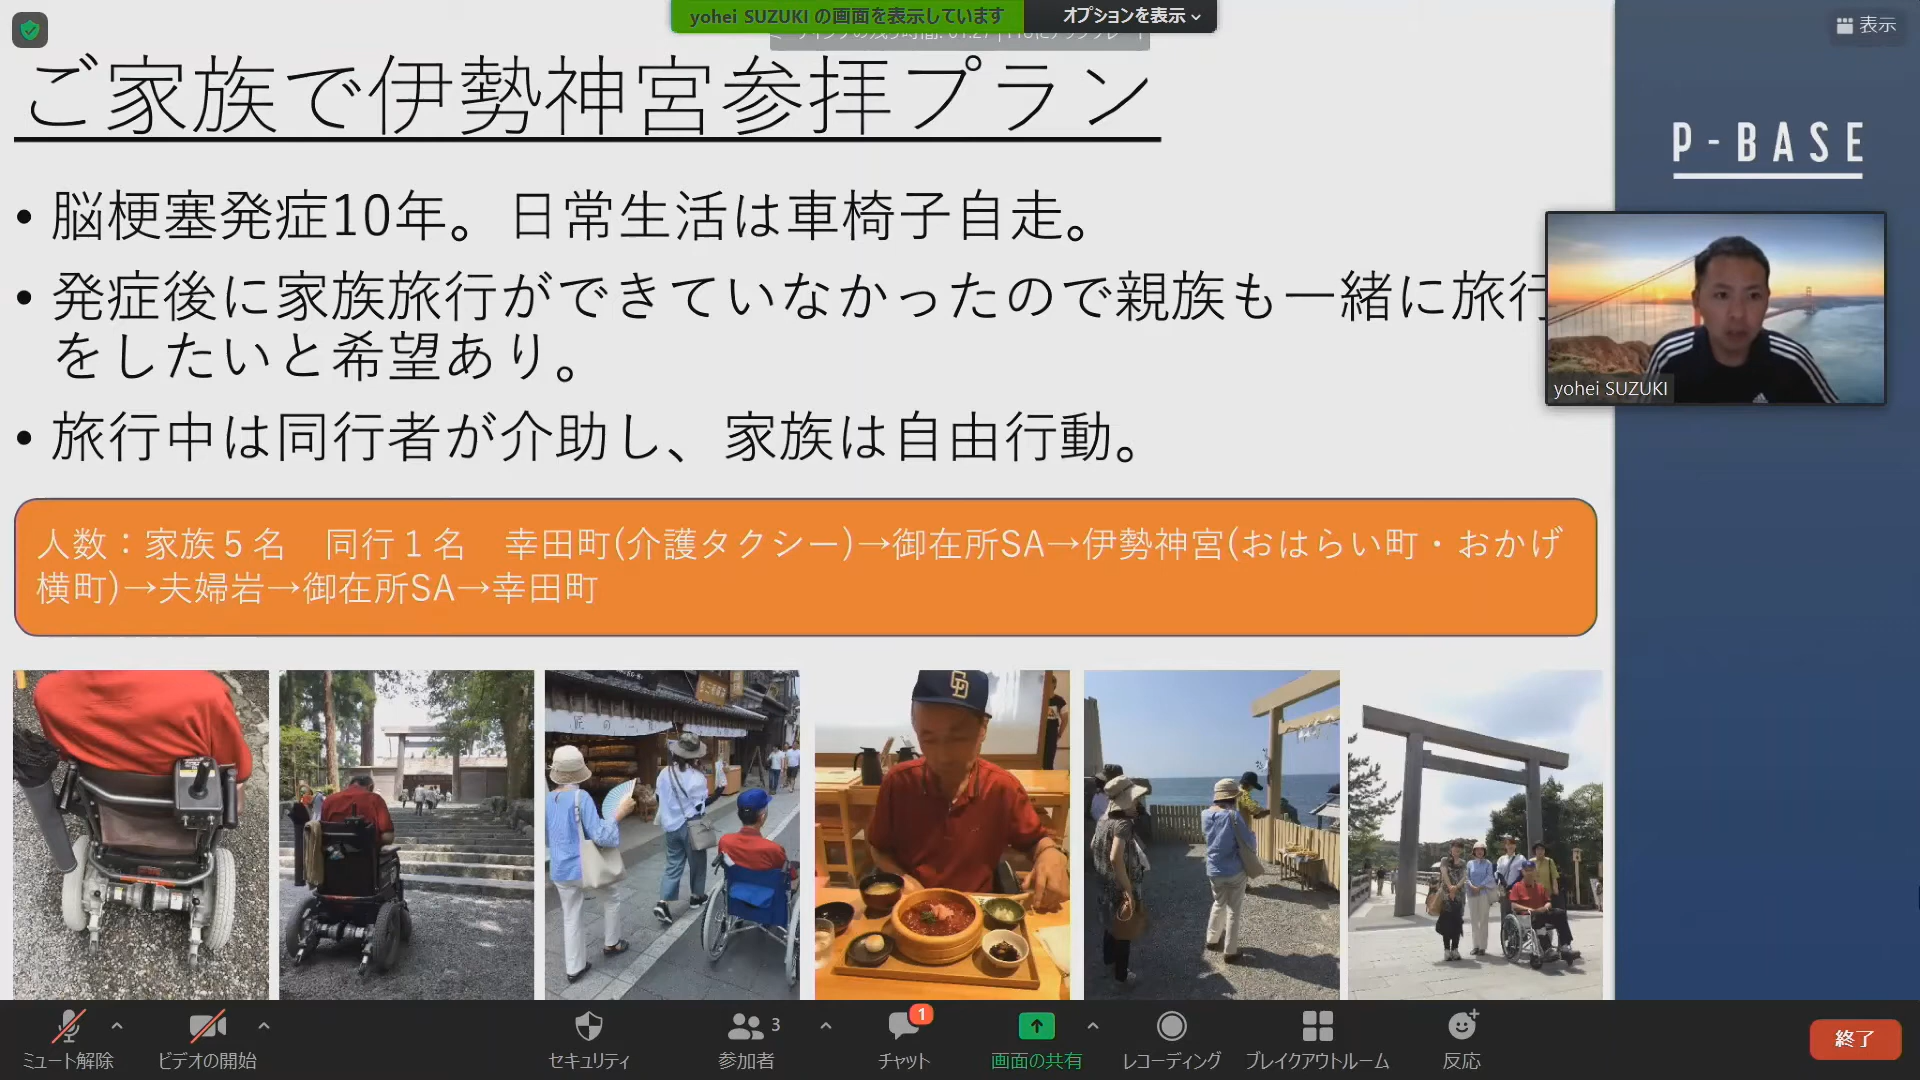 yohei SUZUKI の画面を表示しています
オプションを表示
表示
ご家族で伊勢神宮参拝プラン
P-BASE
• 脳梗塞発症10年。日常生活は車椅子自走。
• 発症後に家族旅行ができていなかったので親族も一緒に旅行
をしたいと希望あり。
• 旅行中は同行者が介助し、家族は自由行動。
yohei SUZUKI
人数：家族５名　同行１名　幸田町(介護タクシー)→御在所SA→伊勢神宮(おはらい町・おかげ
横町)→夫婦岩→御在所SA→幸田町
ミュート解除
ビデオの開始
セキュリティ
参加者
3
チャット
1
画面の共有
レコーディング
ブレイクアウトルーム
反応
終了